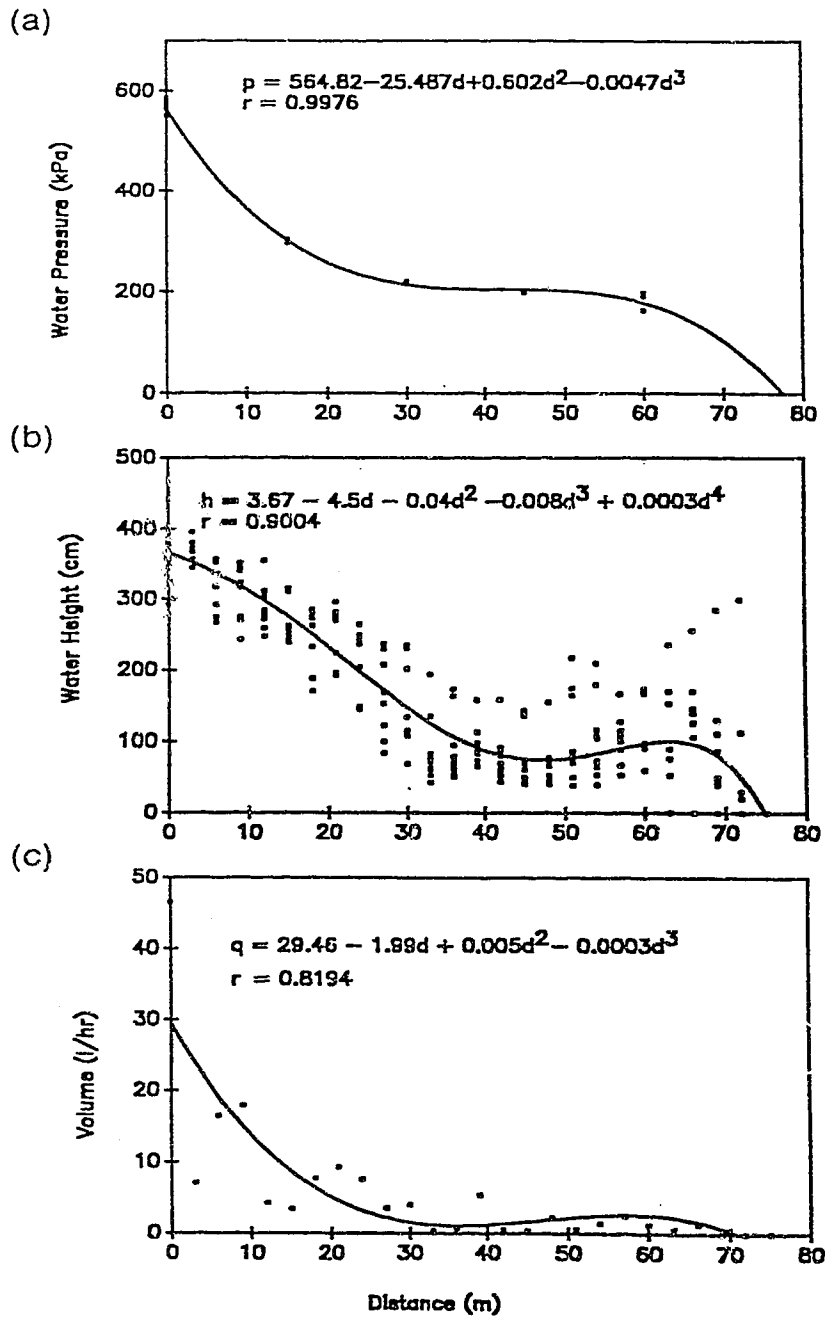 (a)
p = 564.82-25.487d+0.602d²-0.0047d³
r = 0.9976
600
400
200
0
Water Pressure (kPa)
0 10 20 30 40 50 60 70 80
(b)
500
400
300
200
100
0
h = 3.67 - 4.5d - 0.04d² -0.008d³ + 0.0003d⁴
r = 0.9004
Water Height (cm)
0 10 20 30 40 50 60 70 80
(c)
50
40
30
20
10
0
q = 29.46 - 1.99d + 0.005d² - 0.0003d³
r = 0.8194
Volume (l/hr)
0 10 20 30 40 50 60 70 80
Distance (m)